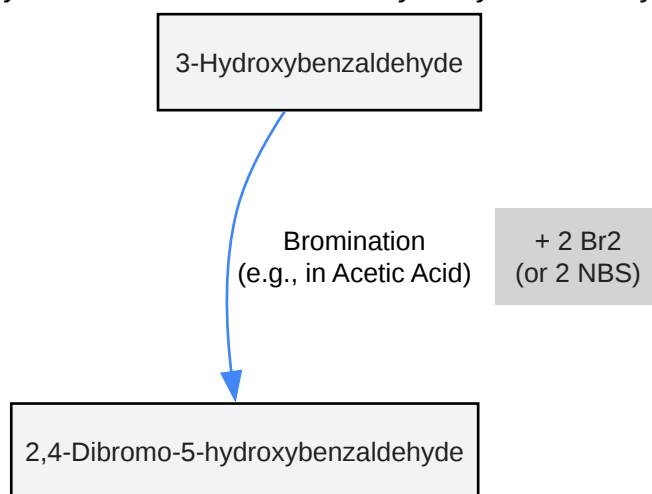 3-Hydroxybenzaldehyde
Bromination
(e.g., in Acetic Acid)
+ 2 Br2
(or 2 NBS)
2,4-Dibromo-5-hydroxybenzaldehyde